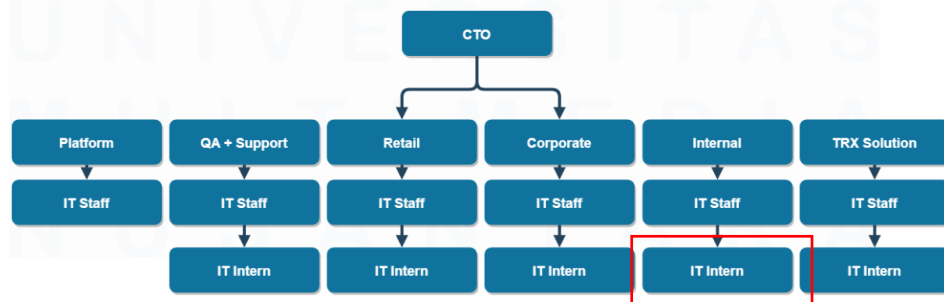 UNIVERSITAS
CTO
Platform
QA + Support
Retail
Corporate
Internal
TRX Solution
IT Staff
IT Staff
IT Staff
IT Staff
IT Staff
IT Staff
IT Intern
IT Intern
IT Intern
IT Intern
IT Intern